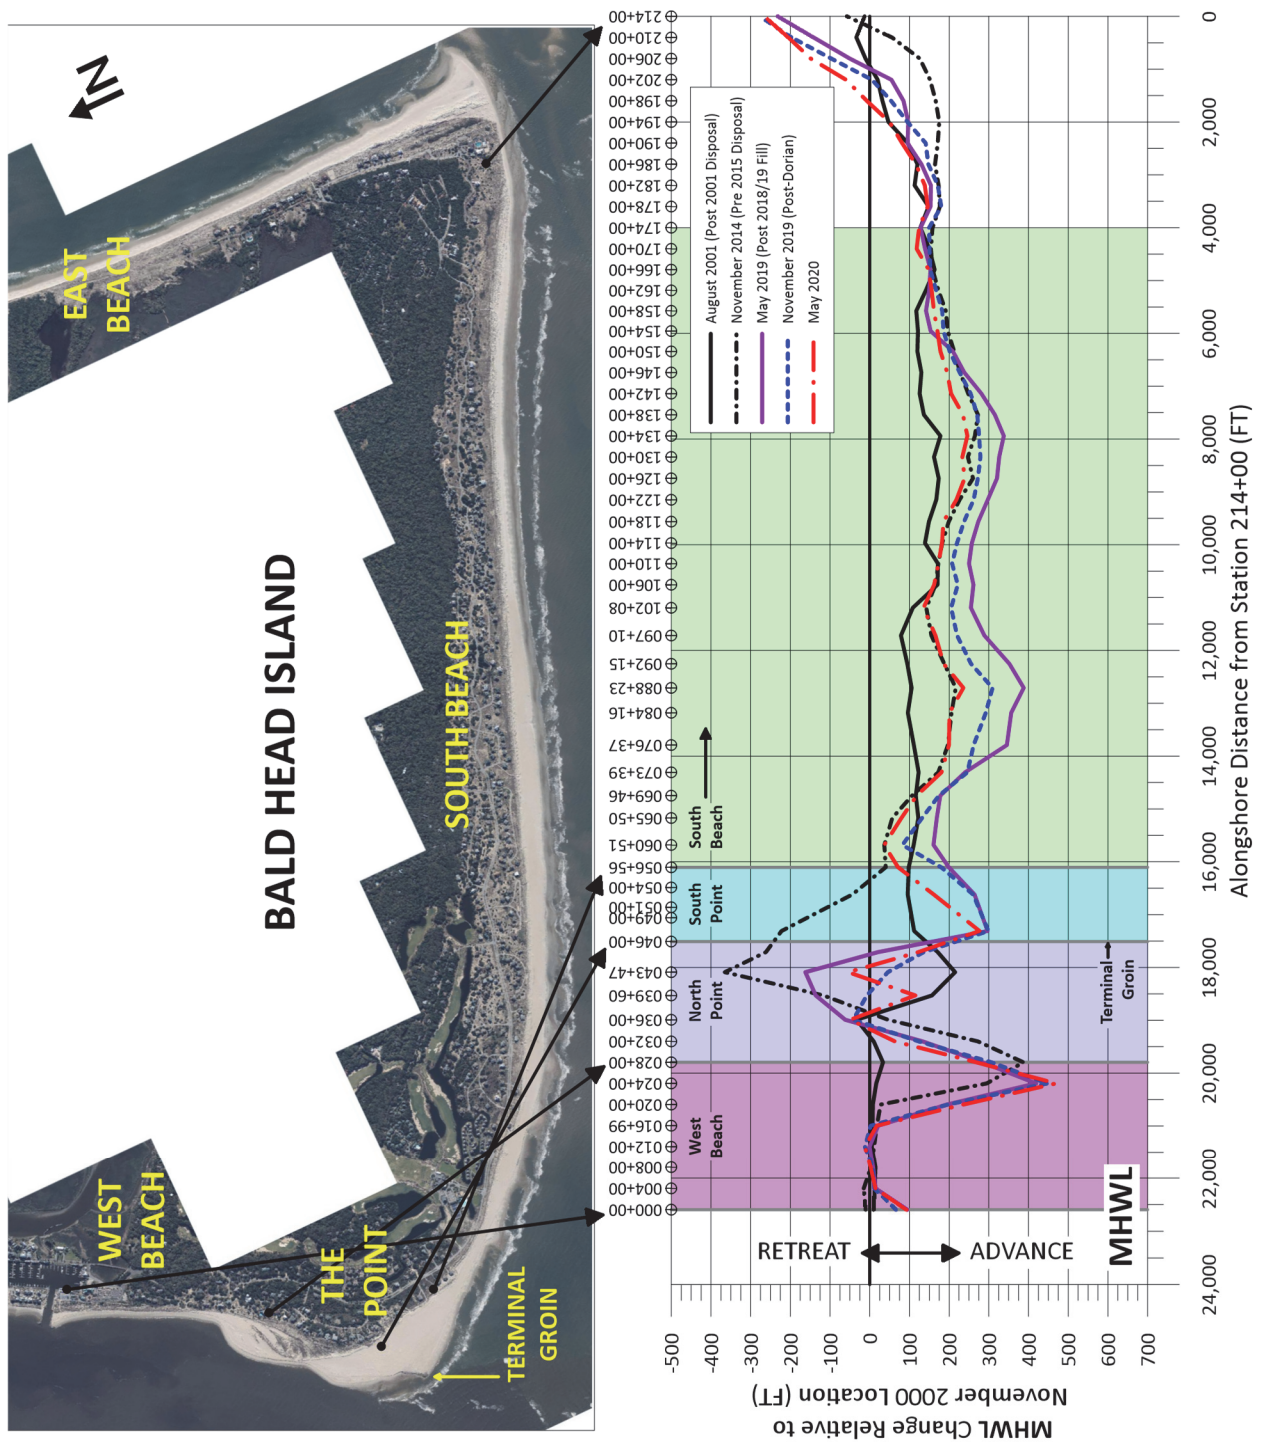 N
EAST
BEACH
BALD HEAD ISLAND
SOUTH BEACH
WEST
BEACH
THE
POINT
TERMINAL
GROIN
214+00
210+00
206+00
202+00
198+00
194+00
190+00
186+00
182+00
178+00
174+00
170+00
166+00
162+00
158+00
154+00
150+00
146+00
142+00
138+00
134+00
130+00
126+00
122+00
118+00
114+00
110+00
106+00
102+08
097+10
092+15
088+23
084+16
076+37
073+39
069+46
065+50
060+51
056+56
054+00
051+00
049+00
046+00
043+47
039+60
036+00
032+00
028+00
024+00
020+00
016+99
012+00
008+00
004+00
000+00
August 2001 (Post 2001 Disposal)
November 2014 (Pre 2015 Disposal)
May 2019 (Post 2018/19 Fill)
November 2019 (Post-Dorian)
May 2020
South
Beach
South
Point
North
Point
West
Beach
Terminal
Groin
RETREAT
ADVANCE
MHWL
0
2,000
4,000
6,000
8,000
10,000
12,000
14,000
16,000
18,000
20,000
22,000
24,000
Alongshore Distance from Station 214+00 (FT)
-500
-400
-300
-200
-100
0
100
200
300
400
500
600
700
MHWL Change Relative to
November 2000 Location (FT)